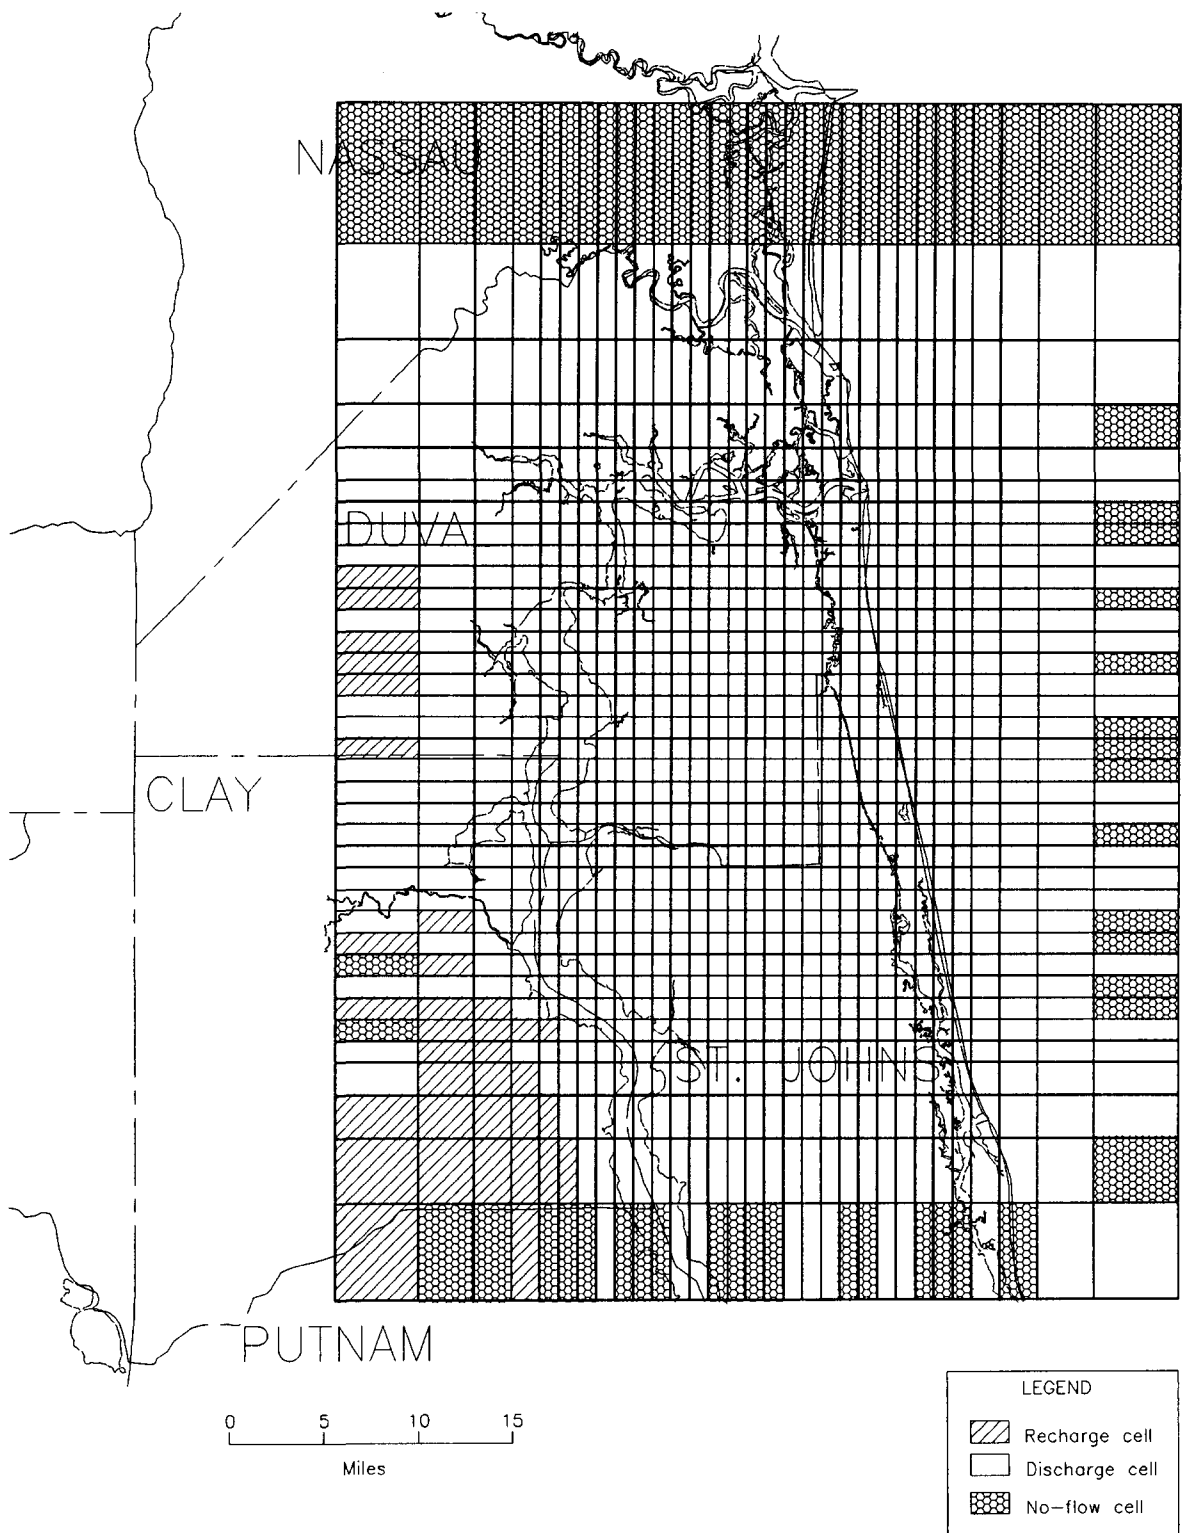 NASSAU
DUVA
CLAY
ST. JOHNS
PUTNAM
0 5 10 15
Miles
LEGEND
Recharge cell
Discharge cell
No-flow cell